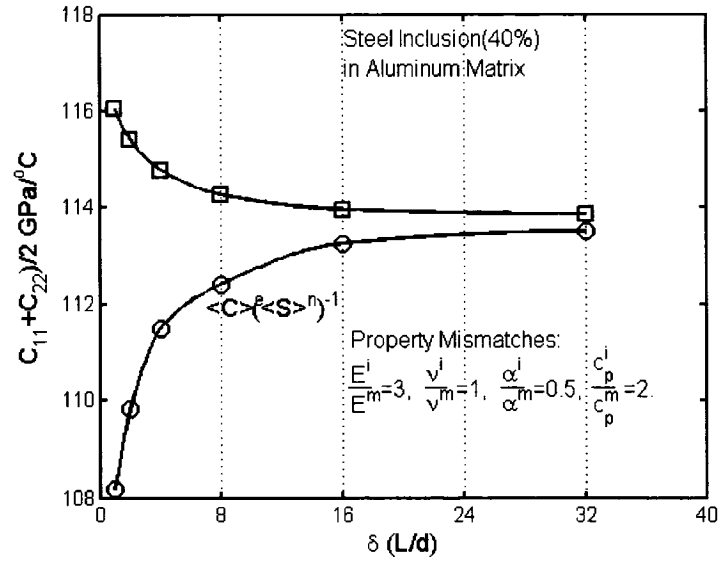 118
116
114
112
110
108
C11+C22)/2 GPa/⁰C
Steel Inclusion(40%)
in Aluminum Matrix
<C>ᵉ(<S>ⁿ)⁻¹
Property Mismatches:
Eⁱ/Eᵐ=3, νⁱ/νᵐ=1, αⁱ/αᵐ=0.5, cₚⁱ/cₚᵐ=2.
0 8 16 24 32 40
δ (L/d)